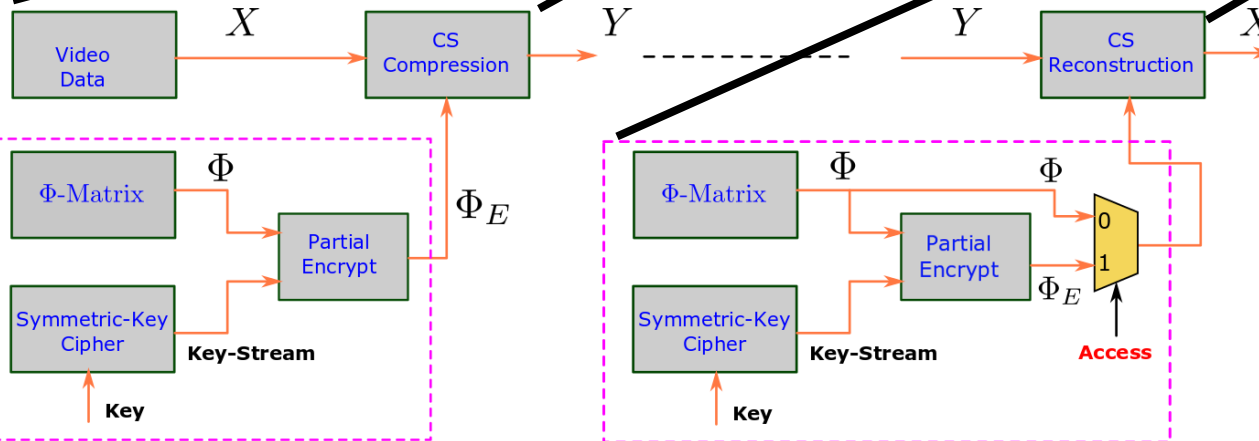 X
Y
Y
X
Video
Data
CS
Compression
CS
Reconstruction
Φ
Φ-Matrix
Φ_E
Partial
Encrypt
Symmetric-Key
Cipher
Key-Stream
Key
Φ
Φ
Φ-Matrix
0
Partial
Encrypt
1
Φ_E
Symmetric-Key
Cipher
Key-Stream
Access
Key